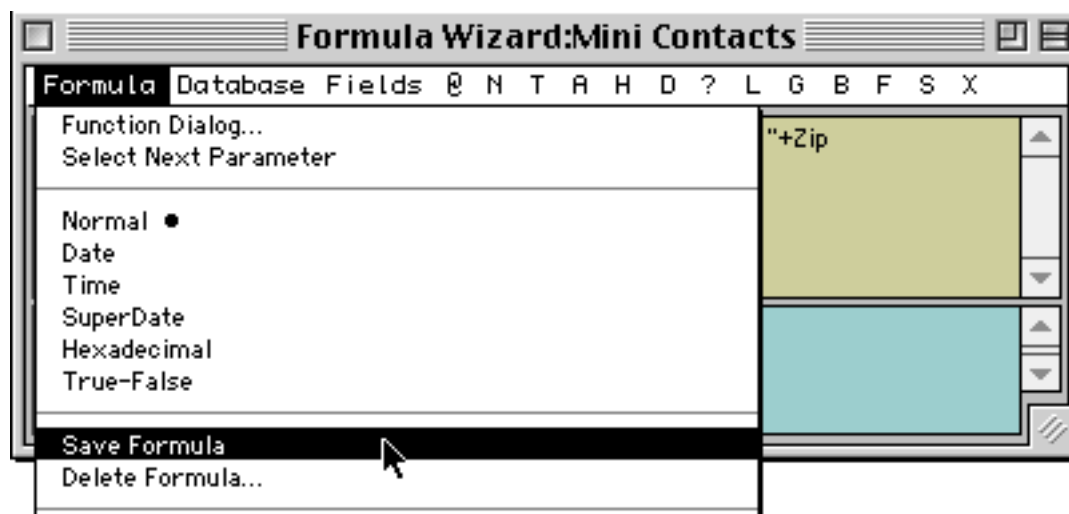 Formula Wizard:Mini Contacts
Formula Database Fields @ N T A H D ? L G B F S X
Function Dialog...
"+Zip
Select Next Parameter
Normal •
Date
Time
SuperDate
Hexadecimal
True-False
Save Formula
Delete Formula...